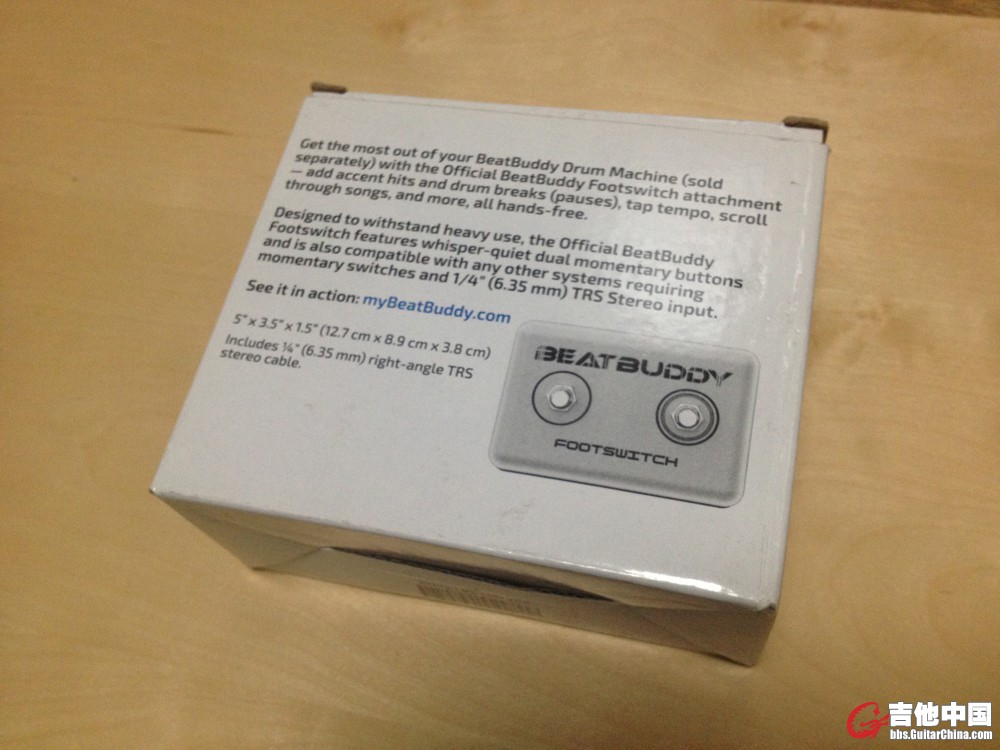 Get the most out of your BeatBuddy Drum Machine (sold
separately) with the Official BeatBuddy Footswitch attachment
— add accent hits and drum breaks (pauses), tap tempo, scroll
through songs, and more, all hands-free.
Designed to withstand heavy use, the Official BeatBuddy
Footswitch features whisper-quiet dual momentary buttons
and is also compatible with any other systems requiring
momentary switches and 1/4" (6.35 mm) TRS Stereo input.
See it in action: myBeatBuddy.com
5" x 3.5" x 1.5" (12.7 cm x 8.9 cm x 3.8 cm)
Includes ¼" (6.35 mm) right-angle TRS
stereo cable.
BEATBUDDY
FOOTSWITCH
吉他中国
bbs.GuitarChina.com